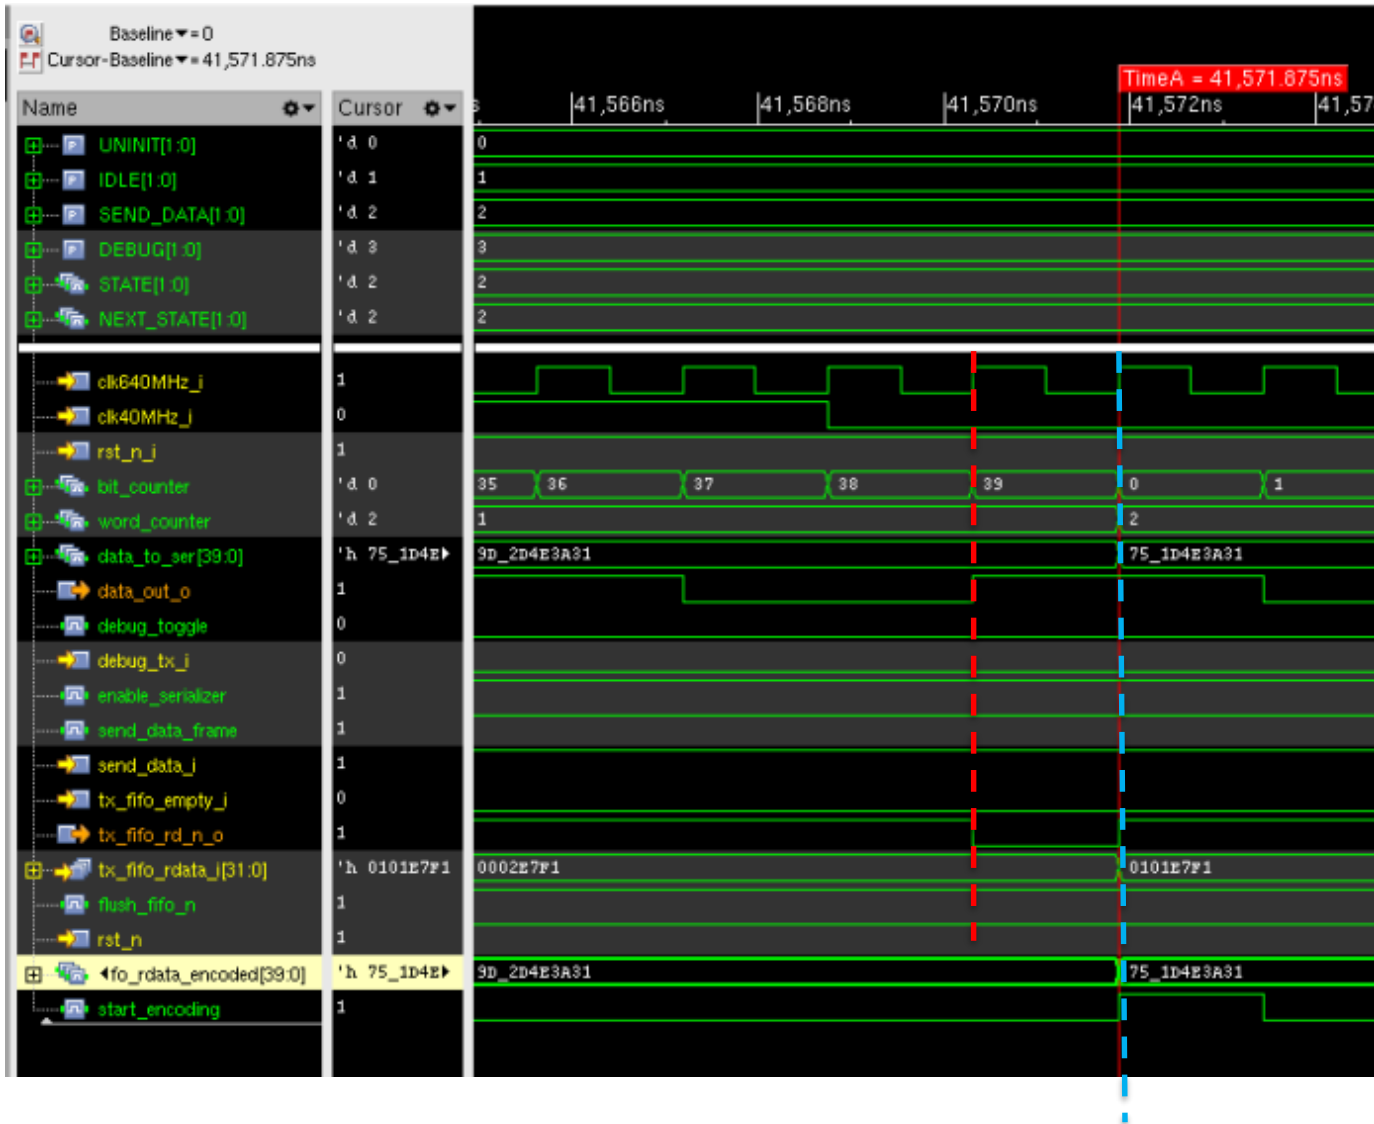 Baseline▼= 0
Cursor-Baseline▼= 41,571.875ns
TimeA = 41,571.875ns
Name Cursor s 41,566ns 41,568ns 41,570ns 41,572ns 41,57
UNINIT[1:0] 'd 0 0
IDLE[1:0] 'd 1 1
SEND_DATA[1:0] 'd 2 2
DEBUG[1:0] 'd 3 3
STATE[1:0] 'd 2 2
NEXT_STATE[1:0] 'd 2 2
clk640MHz_i 1
clk40MHz_i 0
rst_n_i 1
bit_counter 'd 0 35 36 37 38 39 0 1
word_counter 'd 2 1 2
data_to_ser[39:0] 'h 75_1D4E 9D_2D4E3A31 75_1D4E3A31
data_out_o 1
debug_toggle 0
debug_tx_i 0
enable_serializer 1
send_data_frame 1
send_data_i 1
tx_fifo_empty_i 0
tx_fifo_rd_n_o 1
tx_fifo_rdata_i[31:0] 'h 0101E7F1 0002E7F1 0101E7F1
flush_fifo_n 1
rst_n 1
fo_rdata_encoded[39:0] 'h 75_1D4E 9D_2D4E3A31 75_1D4E3A31
start_encoding 1